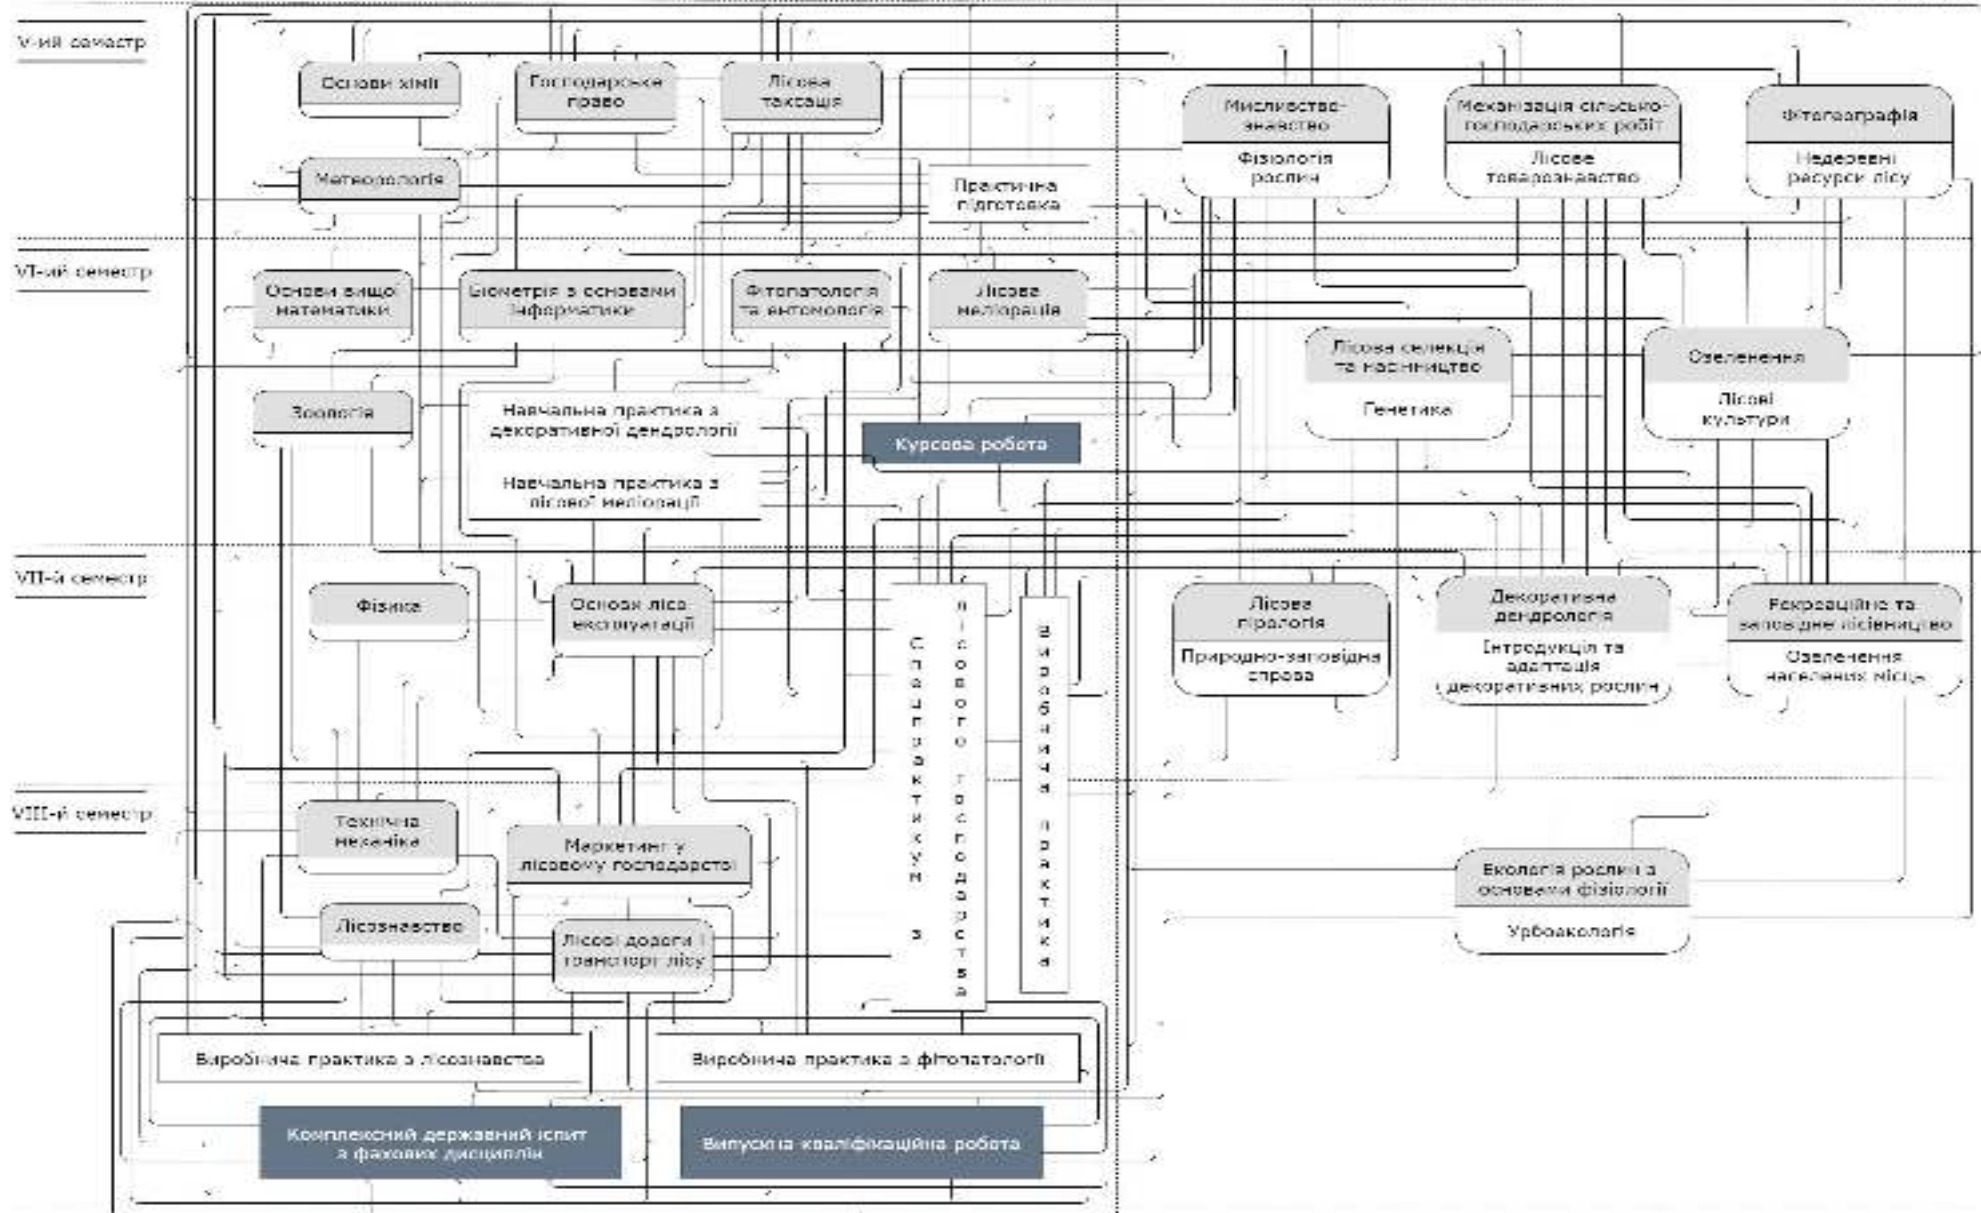 V-ий семестр
Основи хімії
Господарське
право
Лісова
таксація
Мисливство-
знавство
Фізіологія
рослин
Механізація сільсько-
господарських робіт
Лісове
товарознавство
Фітогеографія
Недеревні
ресурси лісу
Метеорологія
Практична
підготовка
VI-ий семестр
Основи вищої
математики
Біометрія з основами
інформатики
Фітопатологія
та ентомологія
Лісова
меліорація
Лісова селекція
та насінництво
Генетика
Озеленення
Лісові
культури
Зоологія
Навчальна практика з
декоративної дендрології
Навчальна практика з
лісової меліорації
Курсова робота
VII-й семестр
Фізика
Основи лісо-
експлуатації
Спецпрактикум з
лісового господарства
Виробнича практика
Лісова
пірологія
Природно-заповідна
справа
Декоративна
дендрологія
Інтродукція та
адаптація
декоративних рослин
Рекреаційне та
заповідне лісівництво
Озеленення
населених місць
VIII-й семестр
Технічна
механіка
Маркетинг у
лісовому господарстві
Екологія рослин з
основами фізіології
Урбоекологія
Лісознавство
Лісові дороги і
транспорт лісу
Виробнича практика з лісознавства
Виробнича практика з фітопатології
Комплексний державний іспит
з фахових дисциплін
Випускна кваліфікаційна робота